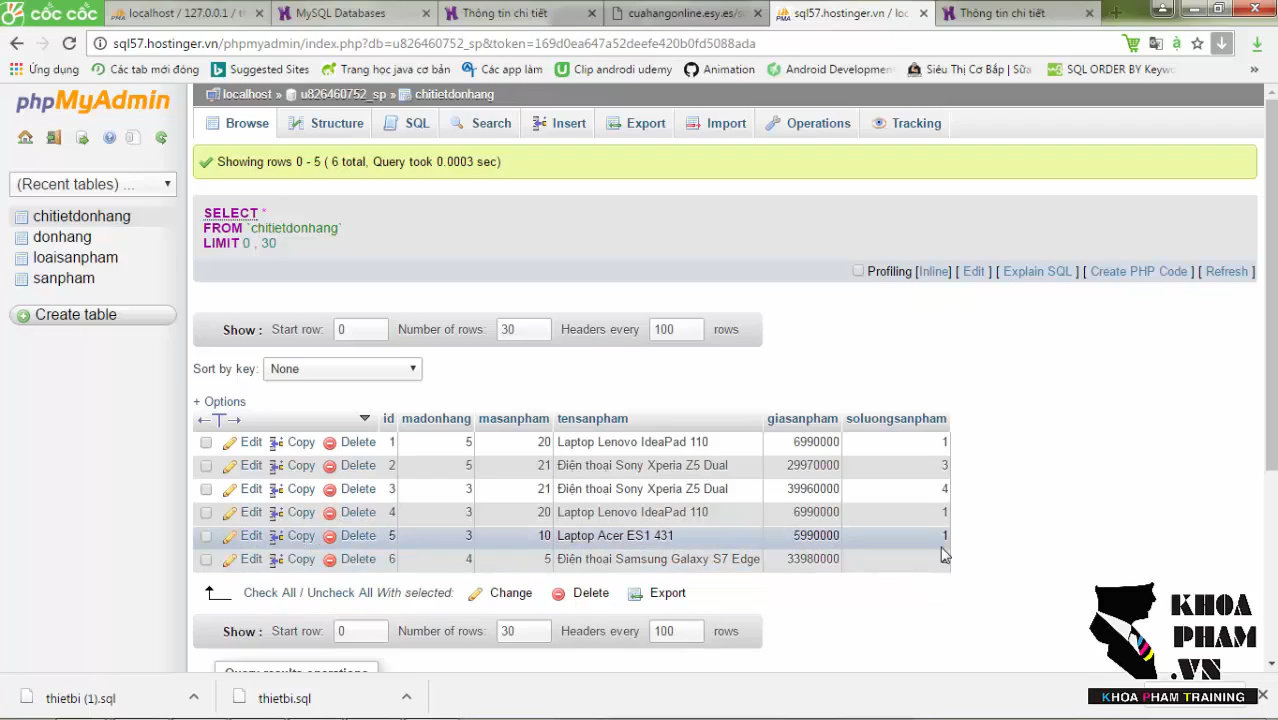 cốc cốc
localhost / 127.0.0.1 / t
MySQL Databases
Thông tin chi tiết
cuahangonline.esy.es/s
sql57.hostinger.vn / loc
Thông tin chi tiết
sql57.hostinger.vn/phpmyadmin/index.php?db=u826460752_sp&token=169d0ea647a52deefe420b0fd5088ada
Ứng dụng
Các tab mới đóng
Suggested Sites
Trang học java cơ bản
Các app làm
Clip androdi udemy
Animation
Android Development
Siêu Thị Cơ Bắp | Sữa
SQL ORDER BY Keyw
phpMyAdmin
localhost » u826460752_sp » chitietdonhang
Browse
Structure
SQL
Search
Insert
Export
Import
Operations
Tracking
(Recent tables) ...
chitietdonhang
donhang
loaisanpham
sanpham
Create table
Showing rows 0 - 5 ( 6 total, Query took 0.0003 sec)
SELECT *
FROM `chitietdonhang`
LIMIT 0 , 30
Profiling [Inline] [ Edit ] [ Explain SQL ] [ Create PHP Code ] [ Refresh ]
Show : Start row: 0 Number of rows: 30 Headers every 100 rows
Sort by key: None
+ Options
←T→ id madonhang masanpham tensanpham giasanpham soluongsanpham
Edit Copy Delete 1 5 20 Laptop Lenovo IdeaPad 110 6990000 1
Edit Copy Delete 2 5 21 Điện thoại Sony Xperia Z5 Dual 29970000 3
Edit Copy Delete 3 3 21 Điện thoại Sony Xperia Z5 Dual 39960000 4
Edit Copy Delete 4 3 20 Laptop Lenovo IdeaPad 110 6990000 1
Edit Copy Delete 5 3 10 Laptop Acer ES1 431 5990000 1
Edit Copy Delete 6 4 5 Điện thoại Samsung Galaxy S7 Edge 33980000
Check All / Uncheck All With selected: Change Delete Export
Show : Start row: 0 Number of rows: 30 Headers every 100 rows
Query results operations
KHOA
PHAM
.VN
KHOA PHAM TRAINING
thietbi (1).sql
thietbi.sql